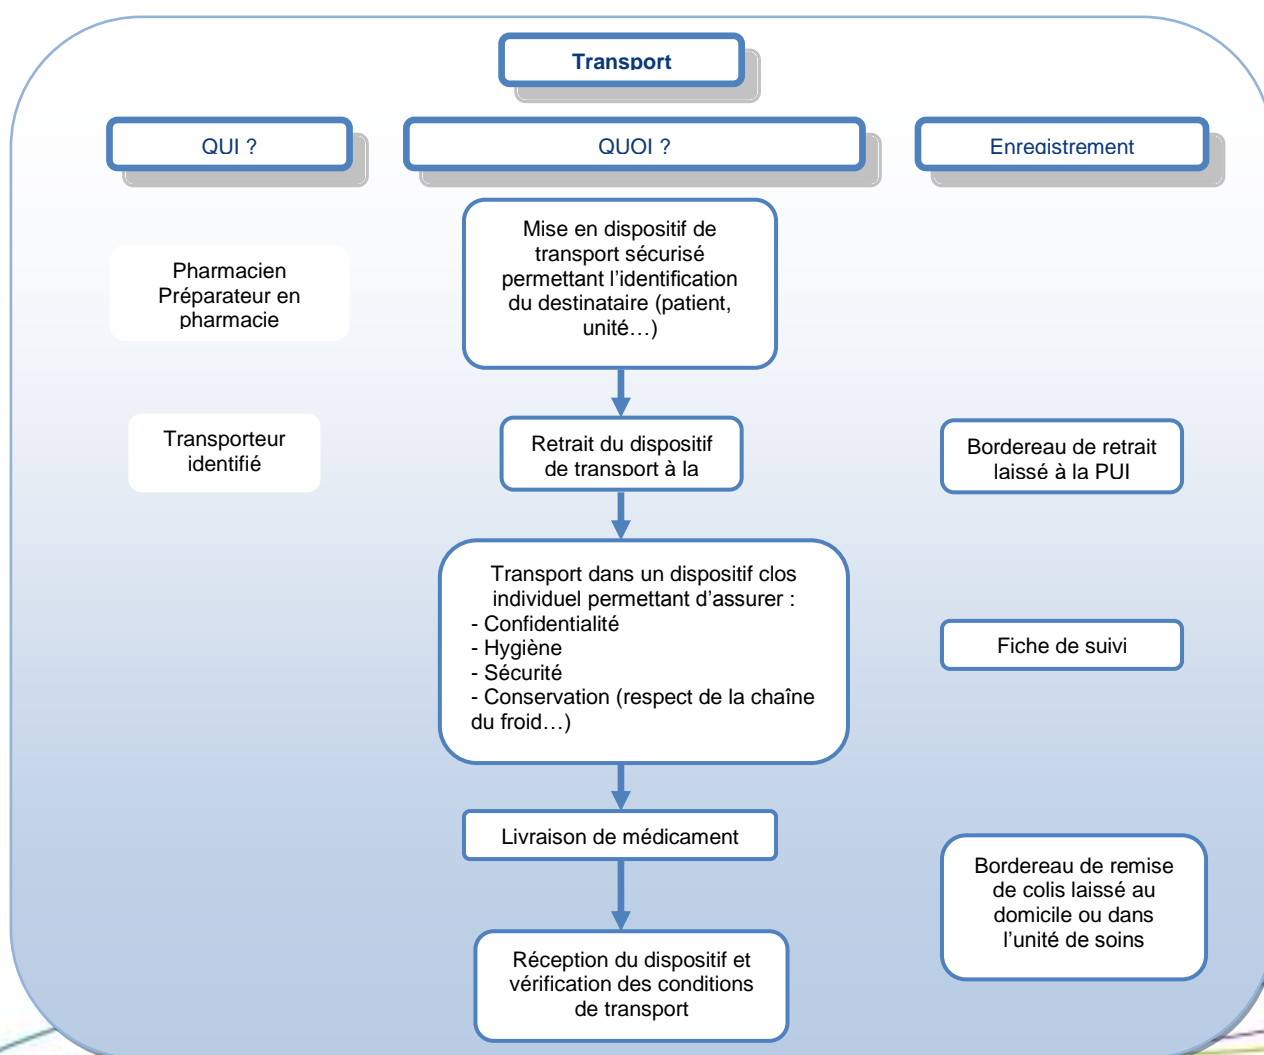 Transport
QUI ?
QUOI ?
Enregistrement
Mise en dispositif de
transport sécurisé
permettant l’identification
du destinataire (patient,
unité…)
Pharmacien
Préparateur en
pharmacie
Transporteur
identifié
Retrait du dispositif
de transport à la
Bordereau de retrait
laissé à la PUI
Transport dans un dispositif clos
individuel permettant d’assurer :
- Confidentialité
- Hygiène
- Sécurité
- Conservation (respect de la chaîne
du froid…)
Fiche de suivi
Livraison de médicament
Bordereau de remise
de colis laissé au
domicile ou dans
l’unité de soins
Réception du dispositif et
vérification des conditions
de transport